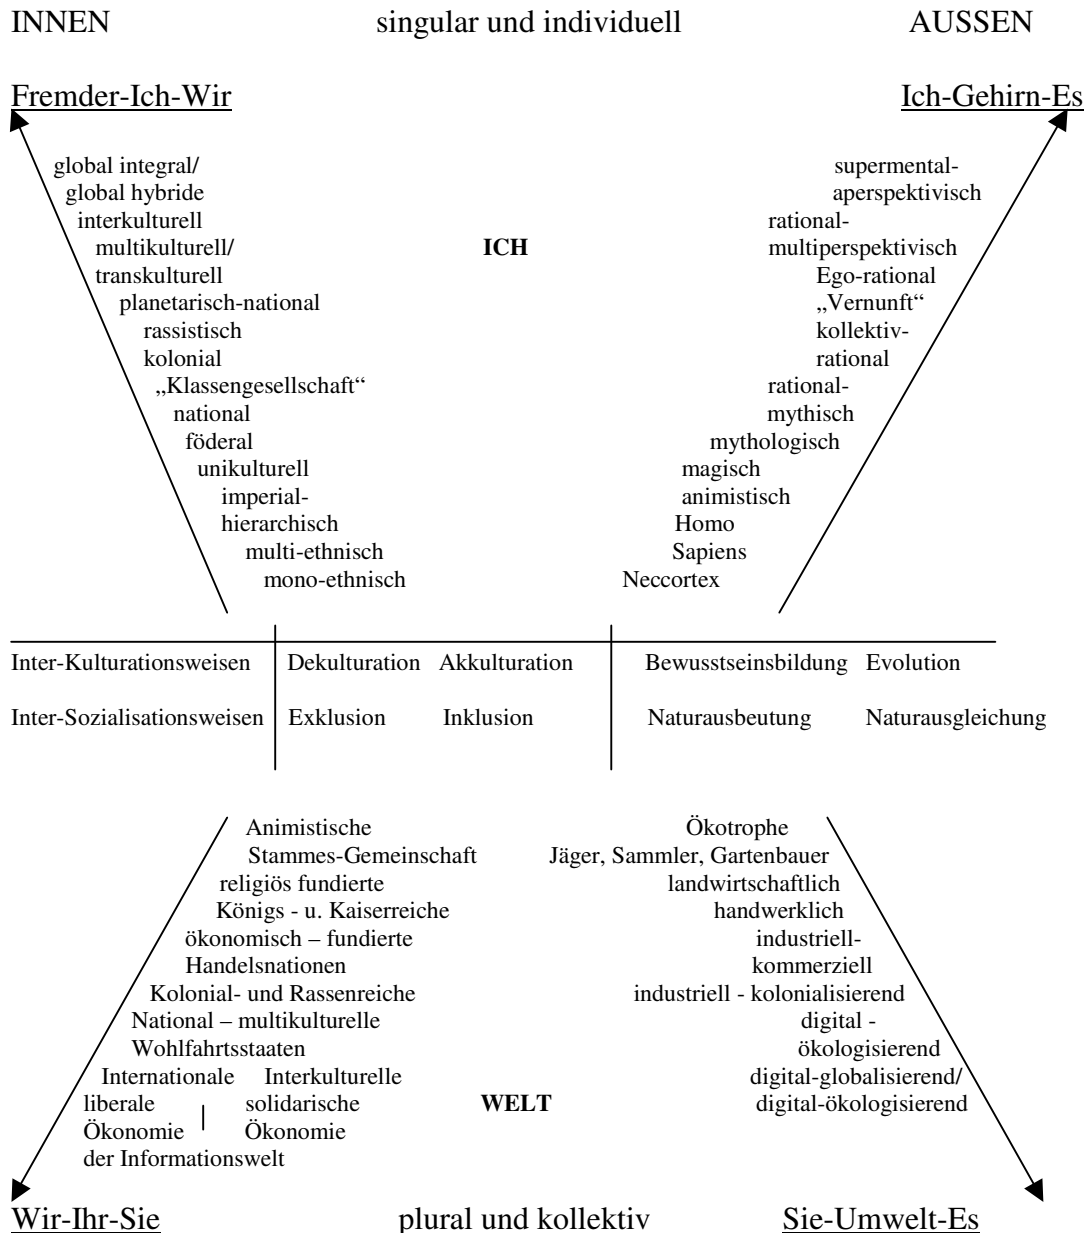 INNEN singular und individuell AUSSEN
Fremder-Ich-Wir Ich-Gehirn-Es
global integral/ supermental-
global hybride aperspektivisch
interkulturell rational-
multikulturell/ ICH multiperspektivisch
transkulturell Ego-rational
planetarisch-national „Vernunft“
rassistisch kollektiv-
kolonial rational
„Klassengesellschaft“ rational-
national mythisch
föderal mythologisch
unikulturell magisch
imperial- animistisch
hierarchisch Homo
multi-ethnisch Sapiens
mono-ethnisch Neccortex
Inter-Kulturationsweisen Dekulturation Akkulturation Bewusstseinsbildung Evolution
Inter-Sozialisationsweisen Exklusion Inklusion Naturausbeutung Naturausgleichung
Animistische Ökotrophe
Stammes-Gemeinschaft Jäger, Sammler, Gartenbauer
religiös fundierte landwirtschaftlich
Königs - u. Kaiserreiche handwerklich
ökonomisch – fundierte industriell-
Handelsnationen kommerziell
Kolonial- und Rassenreiche industriell - kolonialisierend
National – multikulturelle digital -
Wohlfahrtsstaaten ökologisierend
Internationale Interkulturelle digital-globalisierend/
liberale solidarische WELT digital-ökologisierend
Ökonomie Ökonomie
der Informationswelt
Wir-Ihr-Sie plural und kollektiv Sie-Umwelt-Es